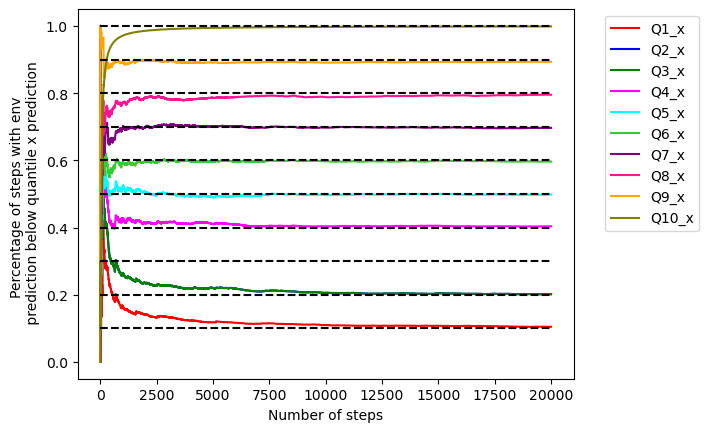 1.0
0.8
0.6
0.4
0.2
0.0
Percentage of steps with env
prediction below quantile x prediction
0
2500
5000
7500
10000
12500
15000
17500
20000
Number of steps
Q1_x
Q2_x
Q3_x
Q4_x
Q5_x
Q6_x
Q7_x
Q8_x
Q9_x
Q10_x